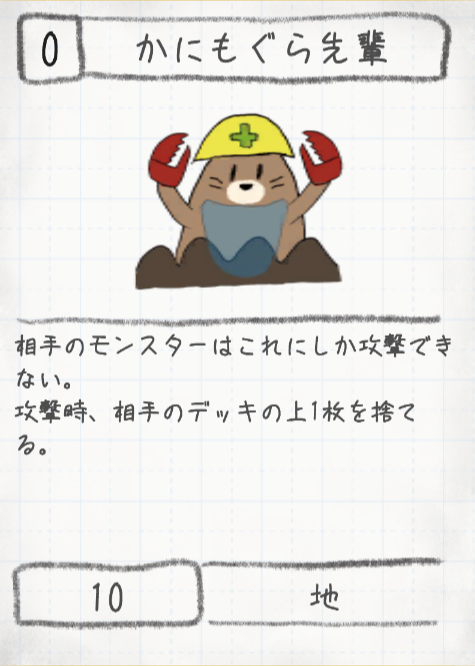 0
かにもぐら先輩
相手のモンスターはこれにしか攻撃でき
ない。
攻撃時、相手のデッキの上1枚を捨て
る。
10
地